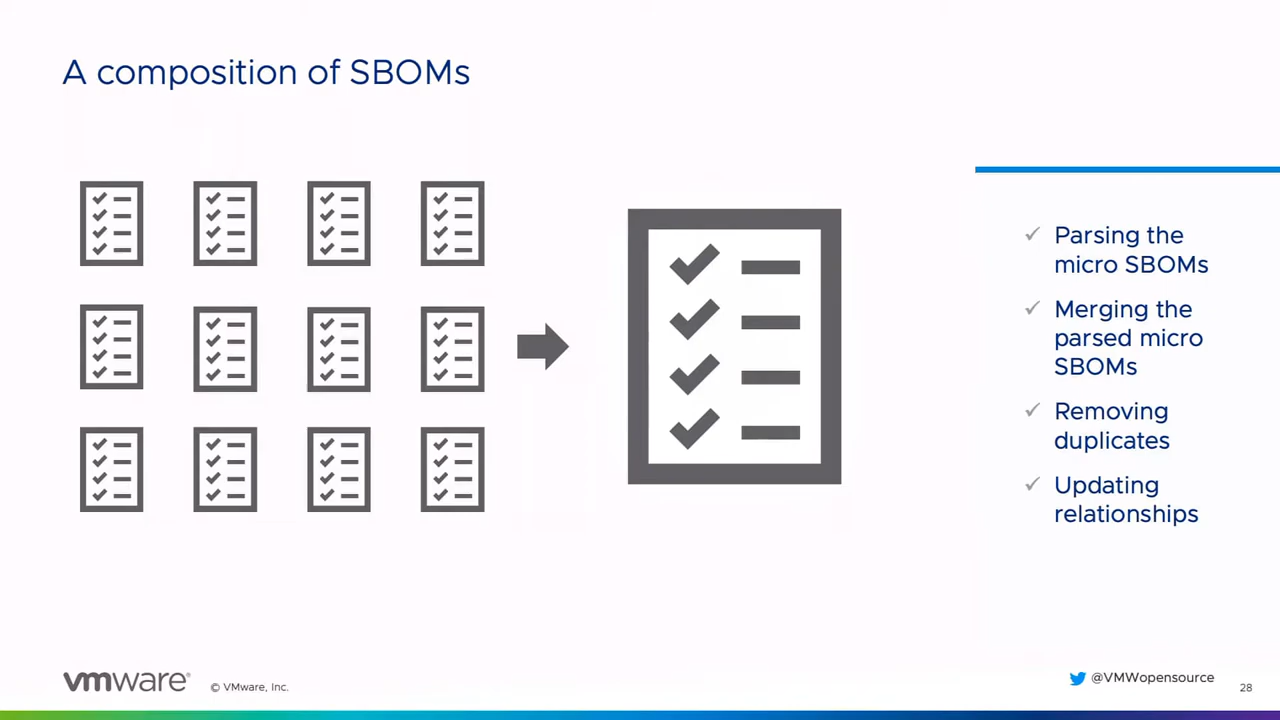 A composition of SBOMs
Parsing the
micro SBOMs
Merging the
parsed micro
SBOMs
Removing
duplicates
Updating
relationships
vmware®
© VMware, Inc.
@VMWopensource
28